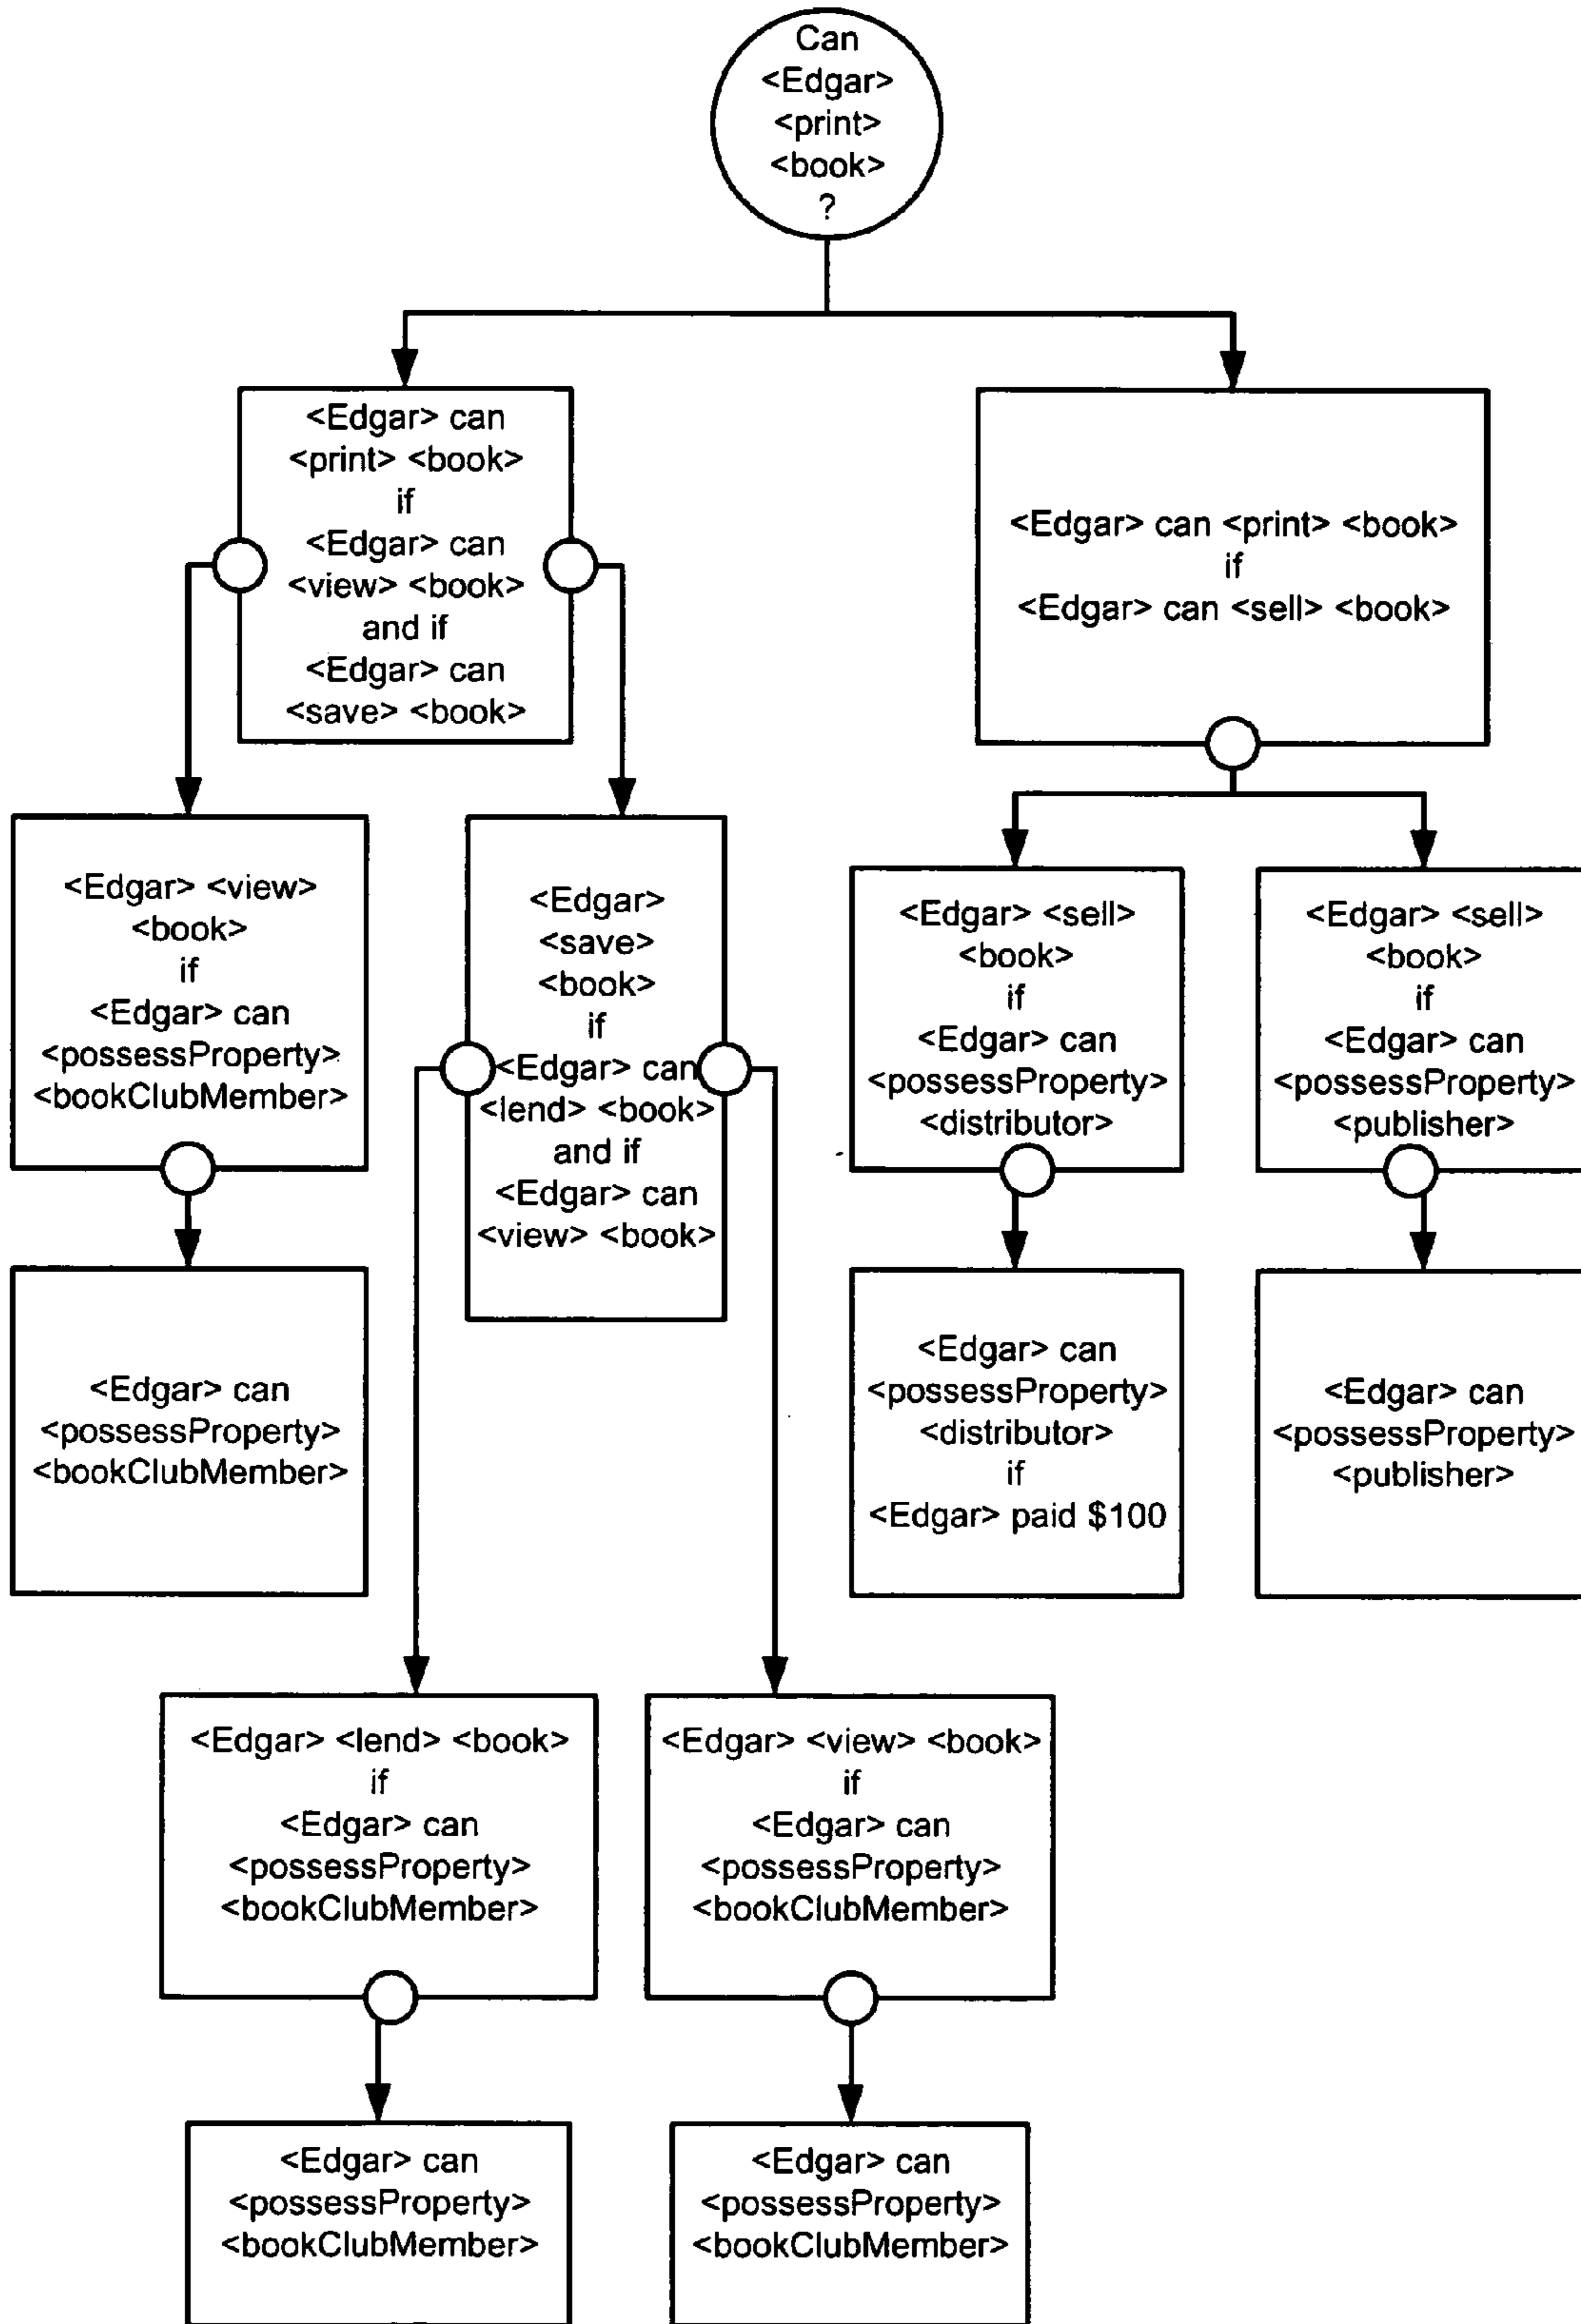 Can
<Edgar>
<print>
<book>
?
<Edgar> can
<print> <book>
if
<Edgar> can
<view> <book>
and if
<Edgar> can
<save> <book>
<Edgar> can <print> <book>
if
<Edgar> can <sell> <book>
<Edgar> <view>
<book>
if
<Edgar> can
<possessProperty>
<bookClubMember>
<Edgar>
<save>
<book>
if
<Edgar> can
<lend> <book>
and if
<Edgar> can
<view> <book>
<Edgar> <sell>
<book>
if
<Edgar> can
<possessProperty>
<distributor>
<Edgar> <sell>
<book>
if
<Edgar> can
<possessProperty>
<publisher>
<Edgar> can
<possessProperty>
<bookClubMember>
<Edgar> can
<possessProperty>
<distributor>
if
<Edgar> paid $100
<Edgar> can
<possessProperty>
<publisher>
<Edgar> <lend> <book>
if
<Edgar> can
<possessProperty>
<bookClubMember>
<Edgar> <view> <book>
if
<Edgar> can
<possessProperty>
<bookClubMember>
<Edgar> can
<possessProperty>
<bookClubMember>
<Edgar> can
<possessProperty>
<bookClubMember>